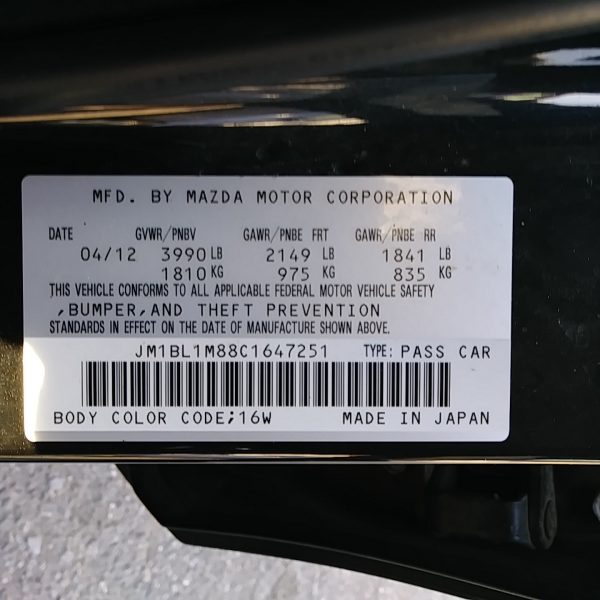 MFD. BY MAZDA MOTOR CORPORATION
DATE GVWR/PNBV GAWR/PNBE FRT GAWR/PNBE RR
04/12 3990 LB 2149 LB 1841 LB
1810 KG 975 KG 835 KG
THIS VEHICLE CONFORMS TO ALL APPLICABLE FEDERAL MOTOR VEHICLE SAFETY
,BUMPER,AND THEFT PREVENTION
STANDARDS IN EFFECT ON THE DATE OF MANUFACTURE SHOWN ABOVE.
JM1BL1M88C1647251 TYPE: PASS CAR
BODY COLOR CODE;16W MADE IN JAPAN